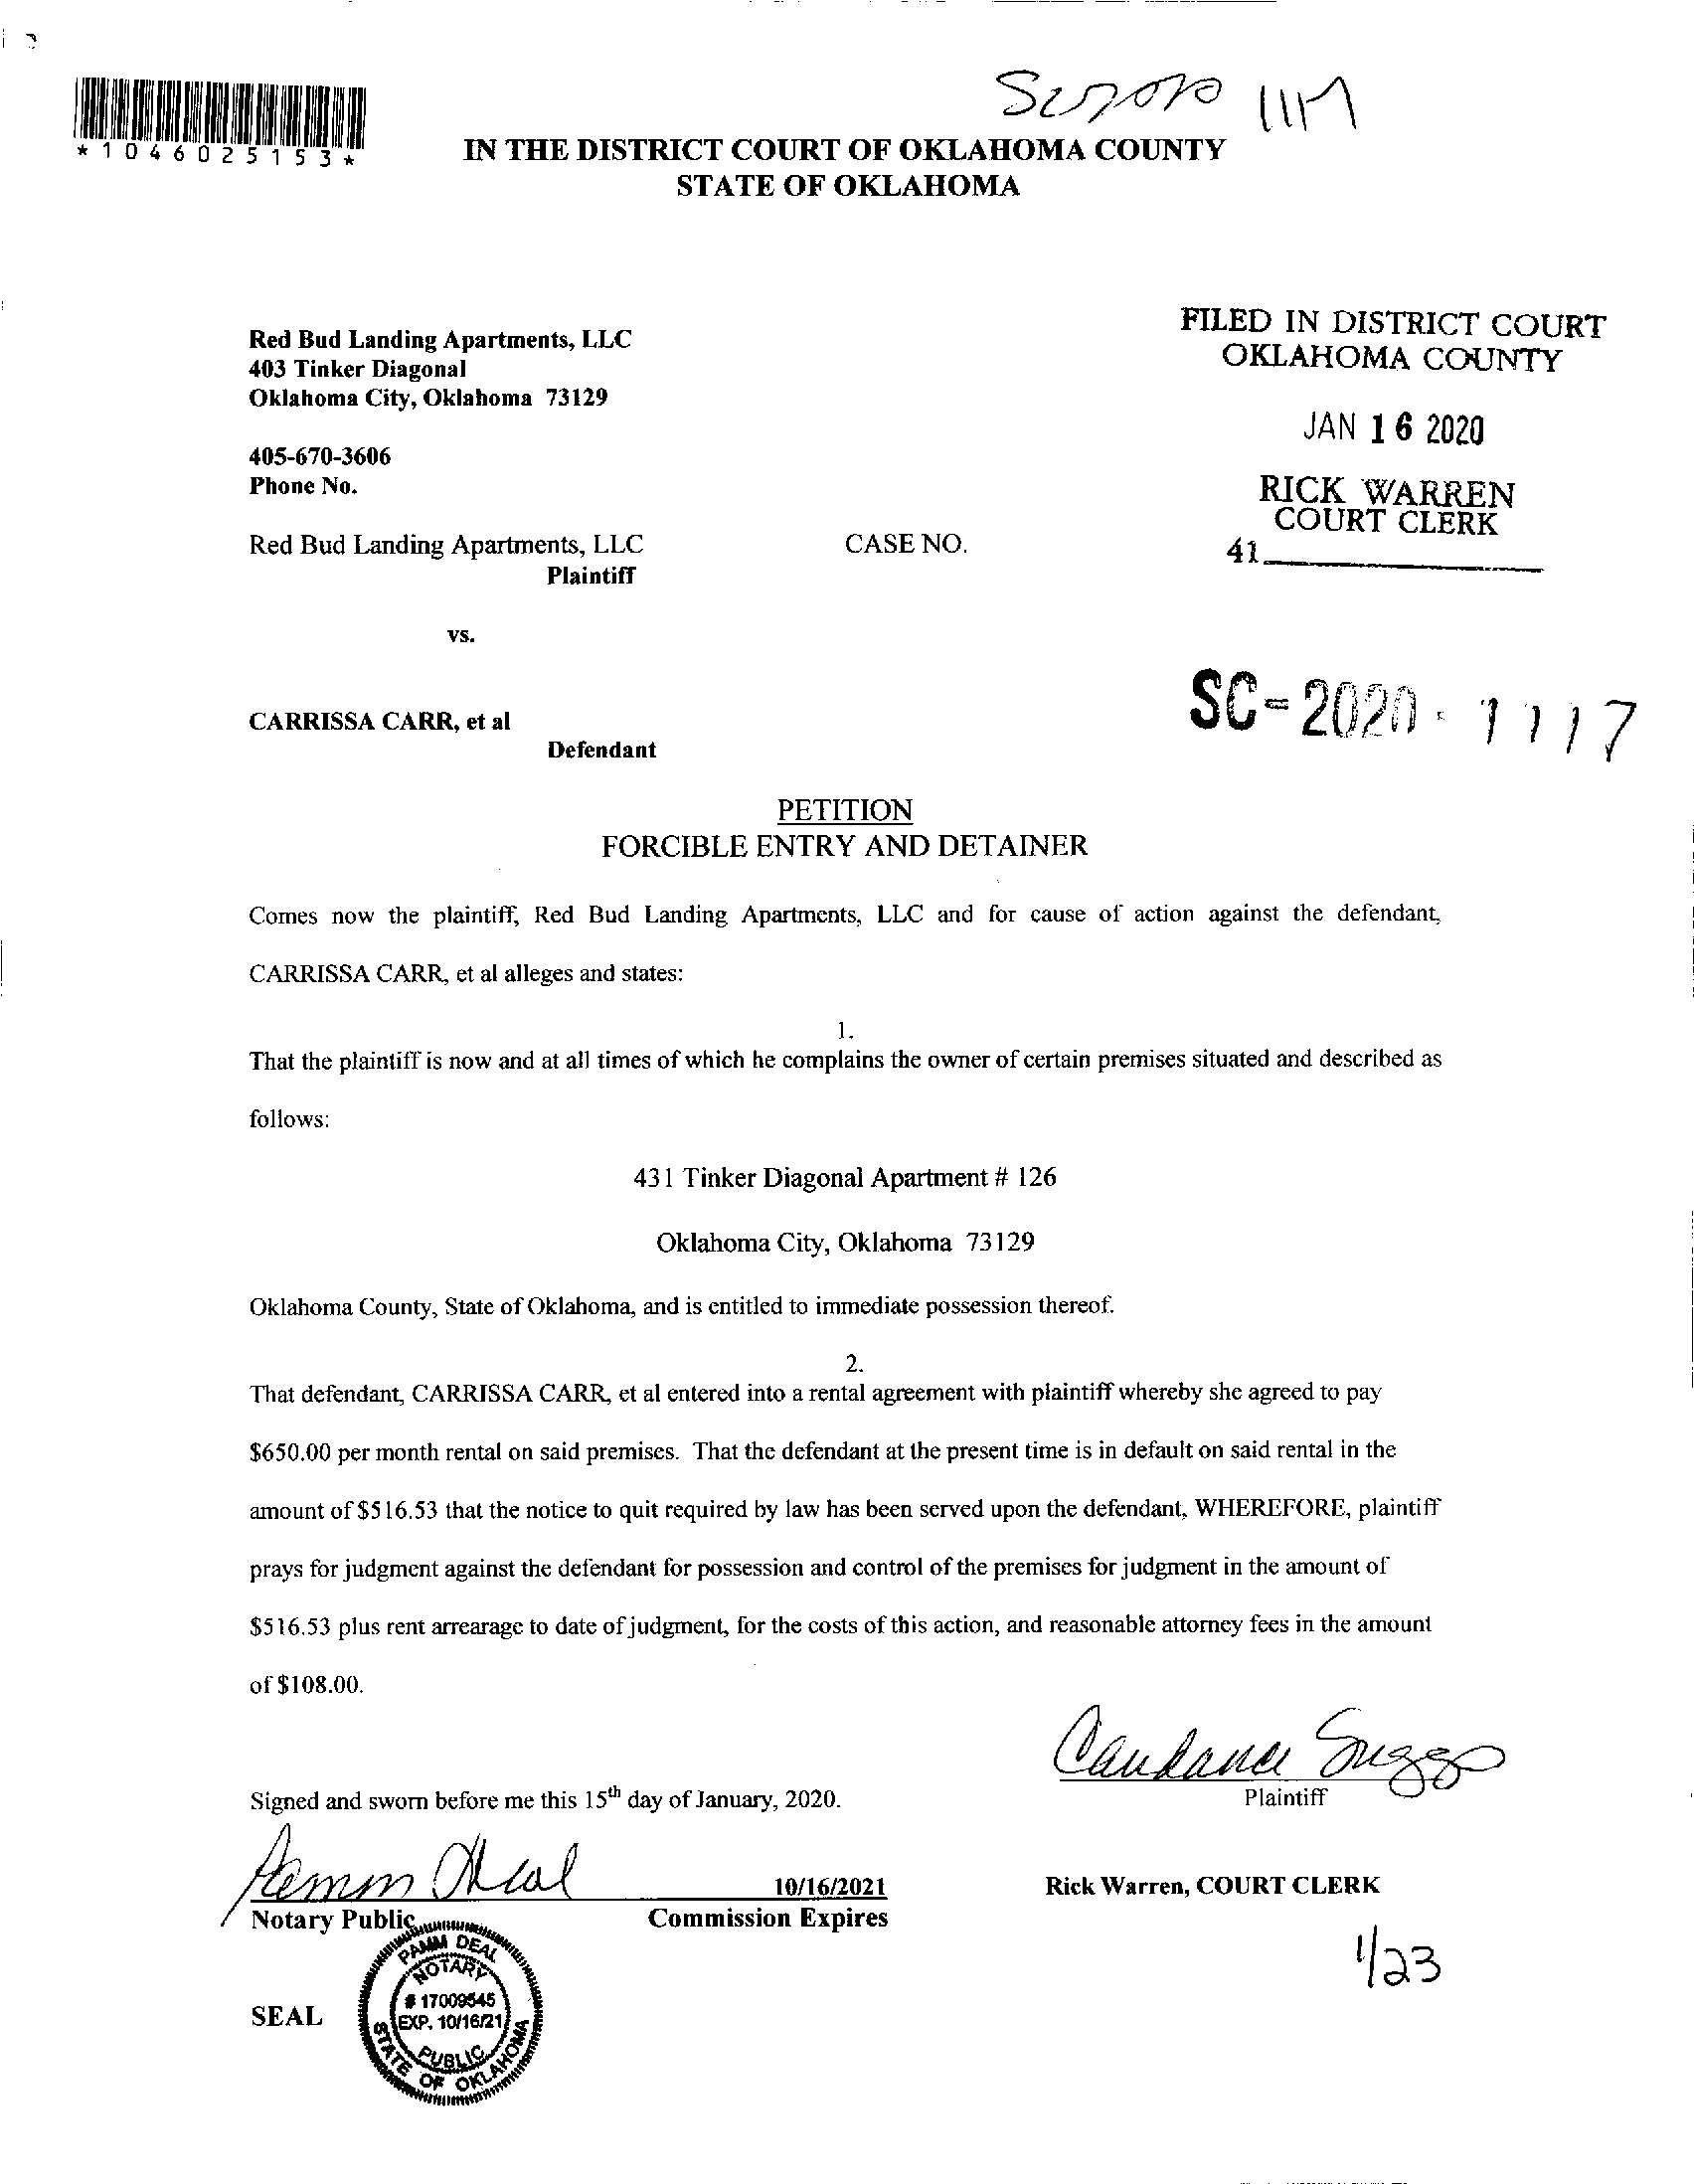 *1046025153*
IN THE DISTRICT COURT OF OKLAHOMA COUNTY
STATE OF OKLAHOMA
Red Bud Landing Apartments, LLC
403 Tinker Diagonal
Oklahoma City, Oklahoma 73129
405-670-3606
Phone No.
FILED IN DISTRICT COURT
OKLAHOMA COUNTY
JAN 16 2020
RICK WARREN
COURT CLERK
41
Red Bud Landing Apartments, LLC CASE NO.
Plaintiff
vs.
CARRISSA CARR, et al
Defendant
SC-2020-1117
PETITION
FORCIBLE ENTRY AND DETAINER
Comes now the plaintiff, Red Bud Landing Apartments, LLC and for cause of action against the defendant,
CARRISSA CARR, et al alleges and states:
1.
That the plaintiff is now and at all times of which he complains the owner of certain premises situated and described as
follows:
431 Tinker Diagonal Apartment # 126
Oklahoma City, Oklahoma 73129
Oklahoma County, State of Oklahoma, and is entitled to immediate possession thereof.
2.
That defendant, CARRISSA CARR, et al entered into a rental agreement with plaintiff whereby she agreed to pay
$650.00 per month rental on said premises. That the defendant at the present time is in default on said rental in the
amount of $516.53 that the notice to quit required by law has been served upon the defendant, WHEREFORE, plaintiff
prays for judgment against the defendant for possession and control of the premises for judgment in the amount of
$516.53 plus rent arrearage to date of judgment, for the costs of this action, and reasonable attorney fees in the amount
of $108.00.
Candance Suggs
Plaintiff
Signed and sworn before me this 15th day of January, 2020.
Pamm Deal
10/16/2021
Notary Public
Commission Expires
Rick Warren, COURT CLERK
1/23
SEAL
PAMM DEAL
NOTARY
# 17009545
EXP. 10/16/21
PUBLIC
STATE OF OKLAHOMA